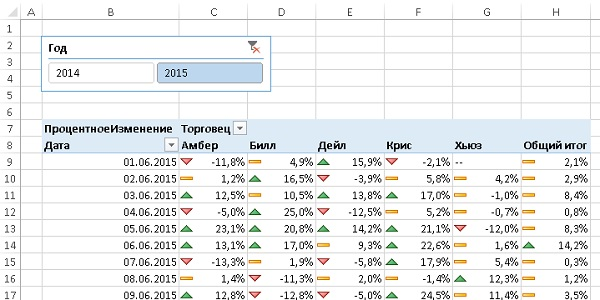 A B C D E F G H
1
2 Год
3 2014 2015
4
5
6
7 ПроцентноеИзменение Торговец
8 Дата Амбер Билл Дейл Крис Хьюз Общий итог
9 01.06.2015 -11,8% 4,9% 15,9% -2,1% -- 2,1%
10 02.06.2015 1,2% 16,5% -3,9% 5,8% 4,2% 2,9%
11 03.06.2015 12,5% 10,5% 13,8% 17,0% -1,0% 8,4%
12 04.06.2015 -5,0% 25,0% -12,5% 5,2% -0,7% 0,8%
13 05.06.2015 23,1% 20,8% 14,2% 21,1% -12,0% 8,3%
14 06.06.2015 13,1% 17,0% 9,3% 22,6% 1,6% 14,2%
15 07.06.2015 -13,3% 1,9% -5,8% 17,9% 5,4% 0,3%
16 08.06.2015 1,4% -11,3% 2,0% -1,4% 12,3% 1,2%
17 09.06.2015 12,8% -12,8% -5,0% 24,5% 11,4% 3,5%